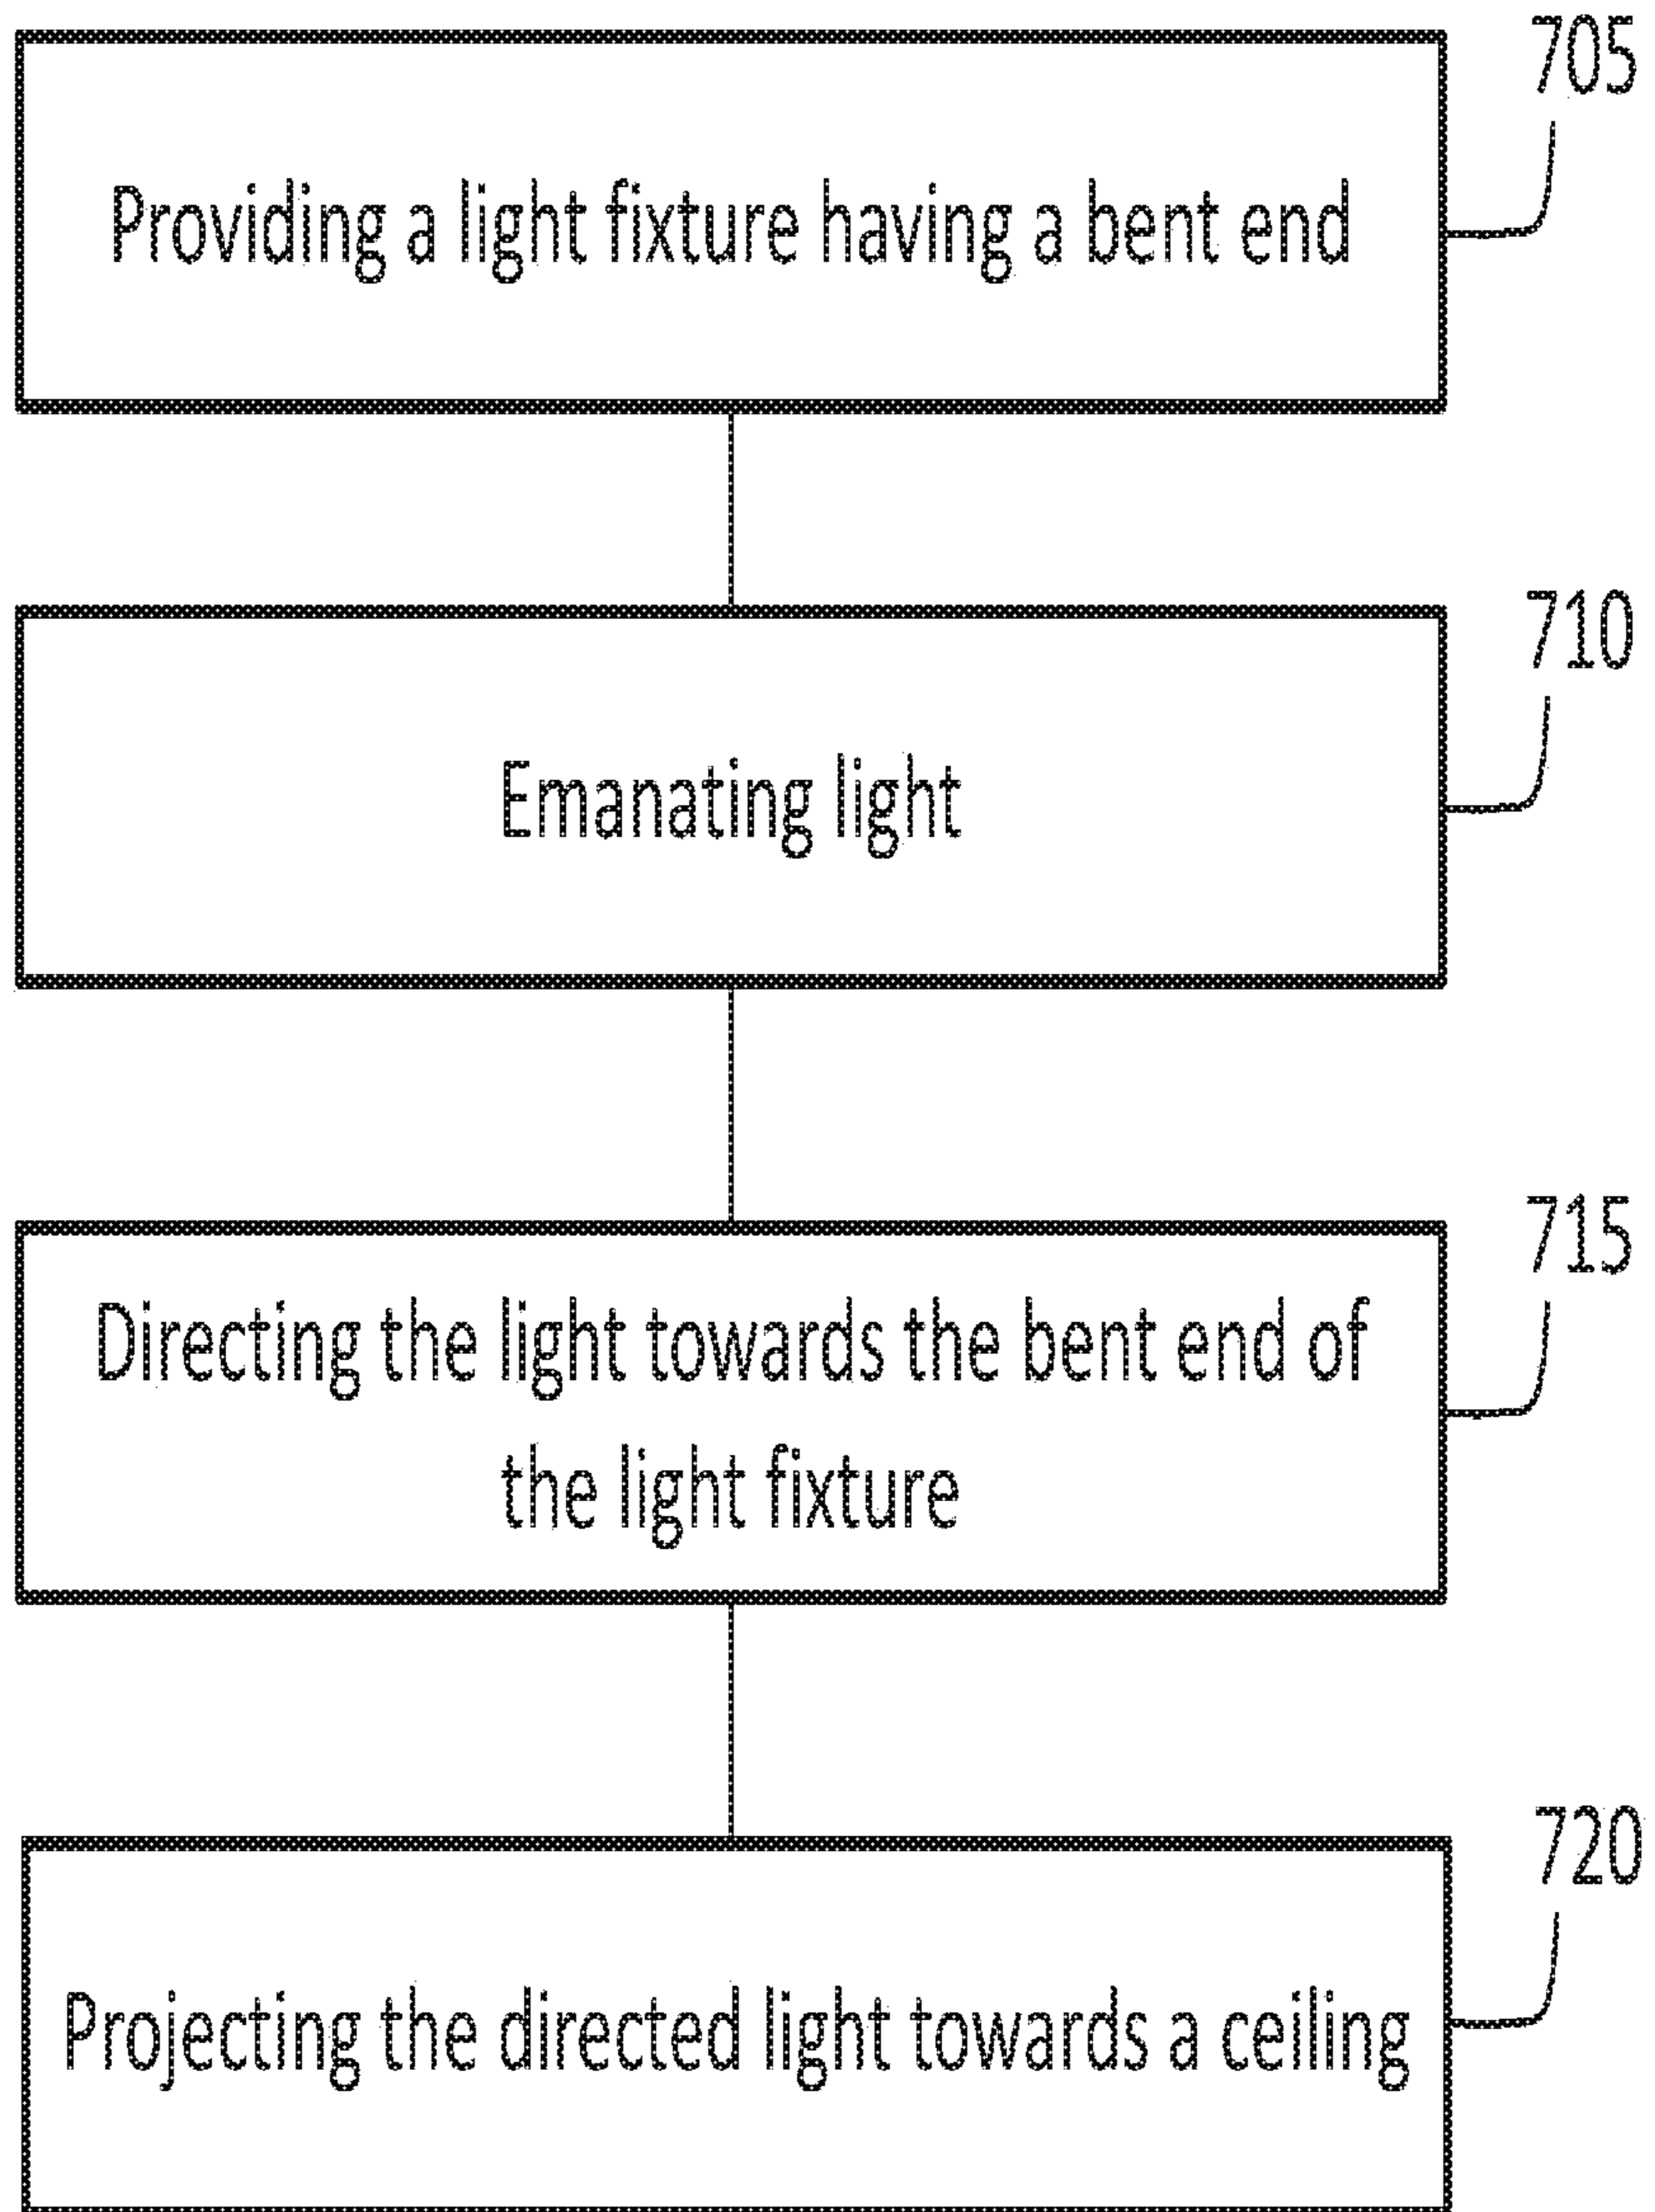 705
Providing a light fixture having a bent end
710
Emanating light
715
Directing the light towards the bent end of
the light fixture
720
Projecting the directed light towards a ceiling